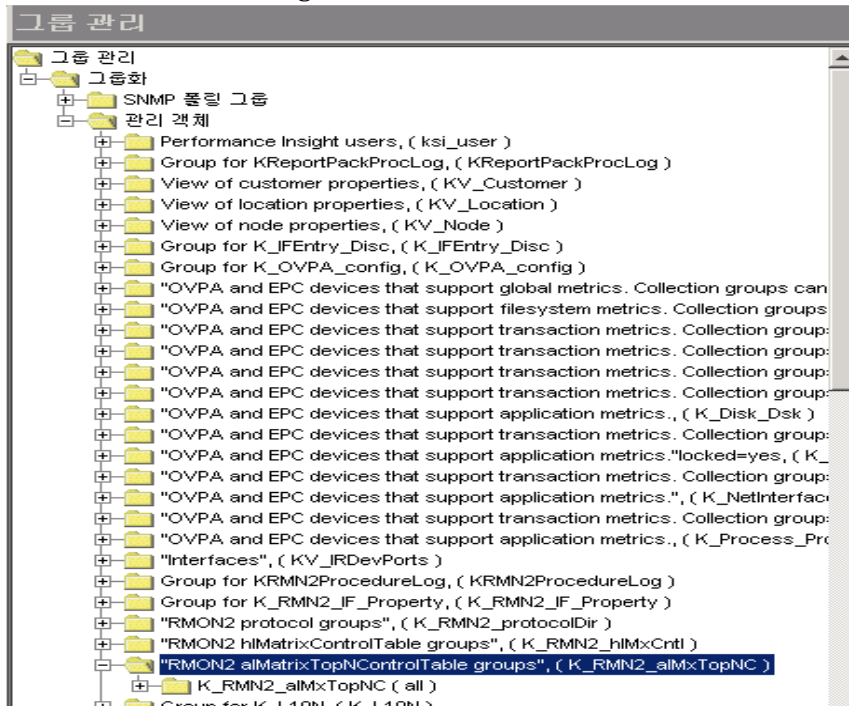 그룹 관리
그룹 관리
그룹화
SNMP 폴링 그룹
관리 객체
Performance Insight users, ( ksi_user )
Group for KReportPackProcLog, ( KReportPackProcLog )
View of customer properties, ( KV_Customer )
View of location properties, ( KV_Location )
View of node properties, ( KV_Node )
Group for K_IFEntry_Disc, ( K_IFEntry_Disc )
Group for K_OVPA_config, ( K_OVPA_config )
"OVPA and EPC devices that support global metrics. Collection groups can
"OVPA and EPC devices that support filesystem metrics. Collection groups
"OVPA and EPC devices that support transaction metrics. Collection group
"OVPA and EPC devices that support transaction metrics. Collection group
"OVPA and EPC devices that support transaction metrics. Collection group
"OVPA and EPC devices that support transaction metrics. Collection group
"OVPA and EPC devices that support application metrics., ( K_Disk_Dsk )
"OVPA and EPC devices that support transaction metrics. Collection group
"OVPA and EPC devices that support application metrics."locked=yes, ( K_
"OVPA and EPC devices that support transaction metrics. Collection group
"OVPA and EPC devices that support application metrics.", ( K_NetInterfac
"OVPA and EPC devices that support transaction metrics. Collection group
"OVPA and EPC devices that support application metrics., ( K_Process_Pr
"Interfaces", ( KV_IRDevPorts )
Group for KRMN2ProcedureLog, ( KRMN2ProcedureLog )
Group for K_RMN2_IF_Property, ( K_RMN2_IF_Property )
"RMON2 protocol groups", ( K_RMN2_protocolDir )
"RMON2 hlMatrixControlTable groups", ( K_RMN2_hlMxCntl )
"RMON2 alMatrixTopNControlTable groups", ( K_RMN2_alMxTopNC )
K_RMN2_alMxTopNC ( all )
Group for K_L10N, ( K_L10N )